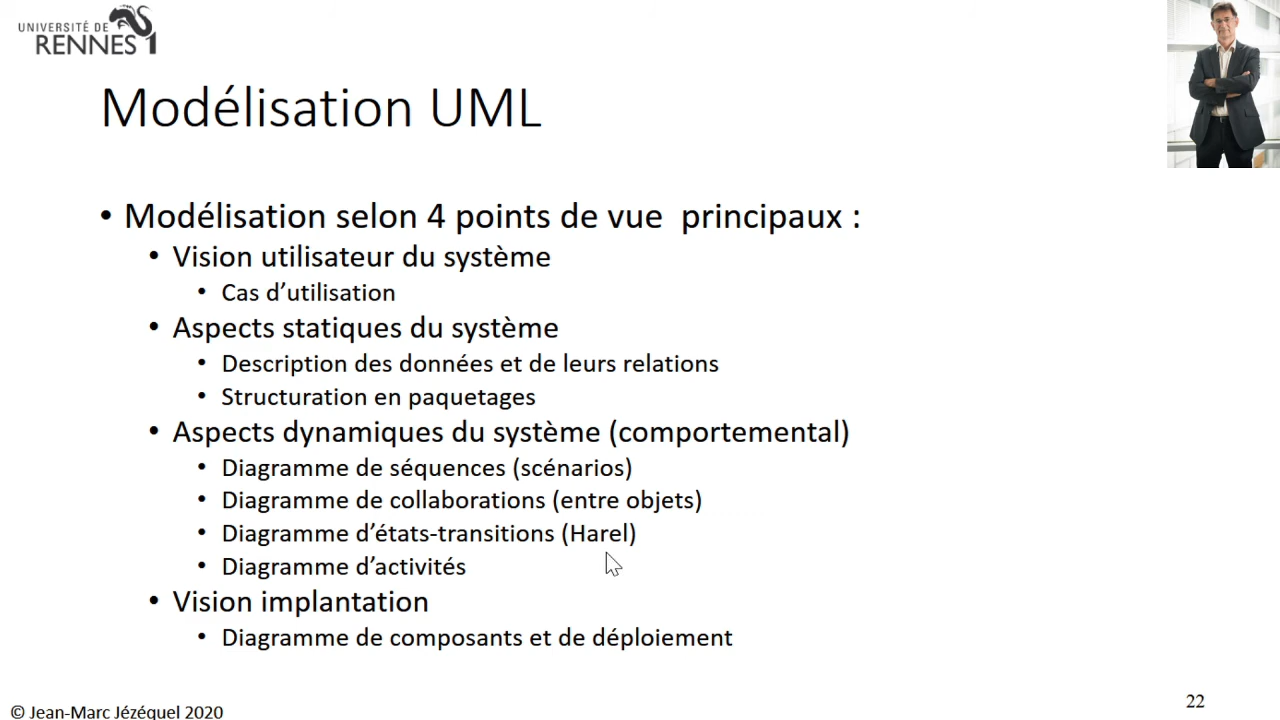 UNIVERSITÉ DE
RENNES 1
Modélisation UML
• Modélisation selon 4 points de vue principaux :
• Vision utilisateur du système
• Cas d’utilisation
• Aspects statiques du système
• Description des données et de leurs relations
• Structuration en paquetages
• Aspects dynamiques du système (comportemental)
• Diagramme de séquences (scénarios)
• Diagramme de collaborations (entre objets)
• Diagramme d’états-transitions (Harel)
• Diagramme d’activités
• Vision implantation
• Diagramme de composants et de déploiement
© Jean-Marc Jézéquel 2020
22